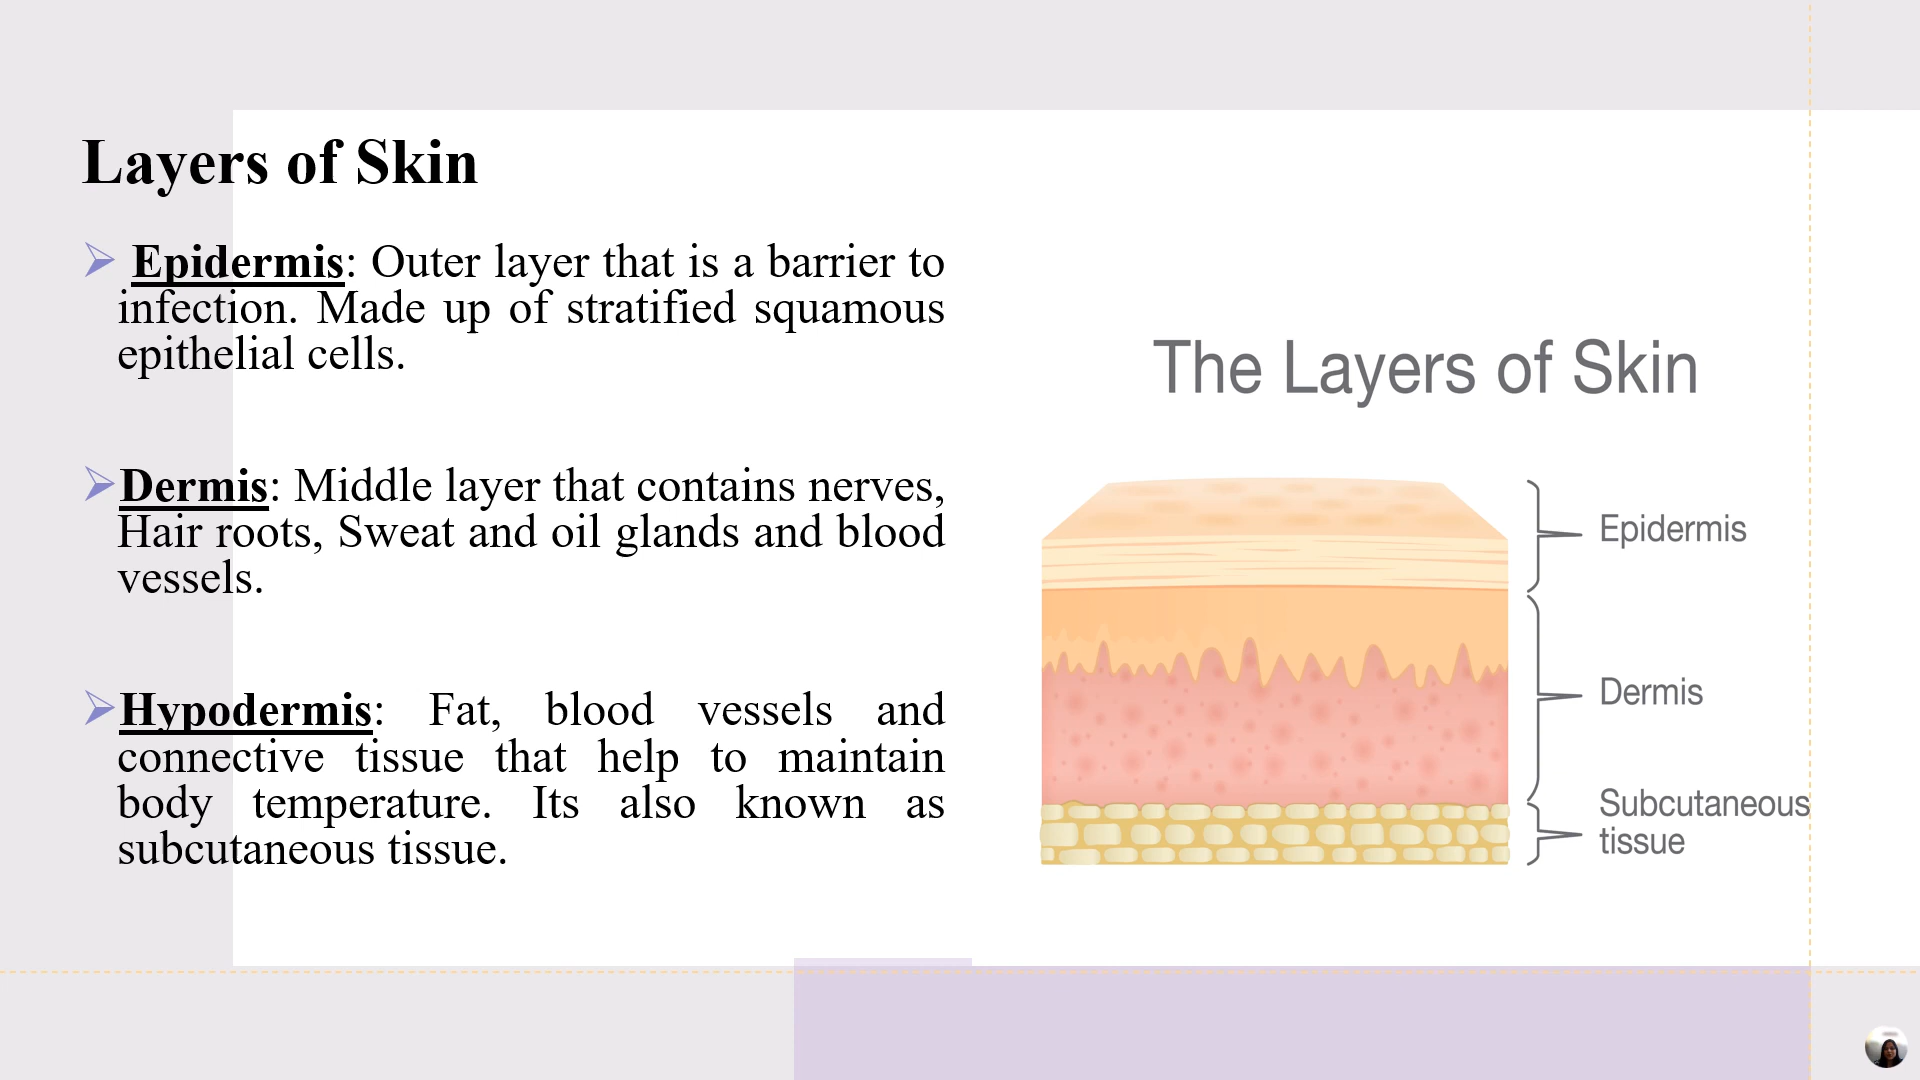 Layers of Skin
Epidermis: Outer layer that is a barrier to
infection. Made up of stratified squamous
epithelial cells.
Dermis: Middle layer that contains nerves,
Hair roots, Sweat and oil glands and blood
vessels.
Hypodermis: Fat, blood vessels and
connective tissue that help to maintain
body temperature. Its also known as
subcutaneous tissue.
The Layers of Skin
Epidermis
Dermis
Subcutaneous
tissue